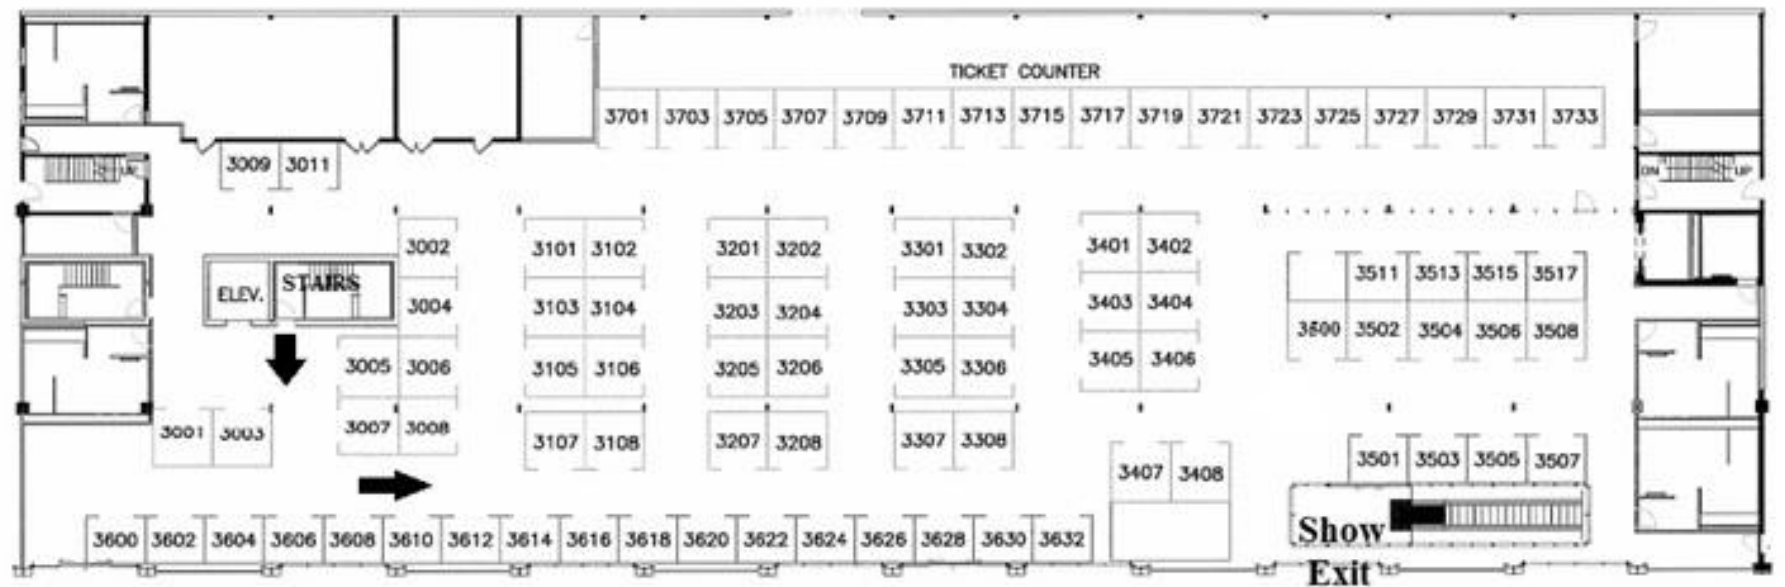 TICKET COUNTER
3701 3703 3705 3707 3709 3711 3713 3715 3717 3719 3721 3723 3725 3727 3729 3731 3733
3009 3011
UP
DN UP
3002 3101 3102 3201 3202 3301 3302 3401 3402
3511 3513 3515 3517
ELEV. STAIRS
3004 3103 3104 3203 3204 3303 3304 3403 3404
3500 3502 3504 3506 3508
3005 3006 3105 3106 3205 3206 3305 3306 3405 3406
3001 3003 3007 3008 3107 3108 3207 3208 3307 3308
3407 3408
3501 3503 3505 3507
3600 3602 3604 3606 3608 3610 3612 3614 3616 3618 3620 3622 3624 3626 3628 3630 3632
Show
Exit